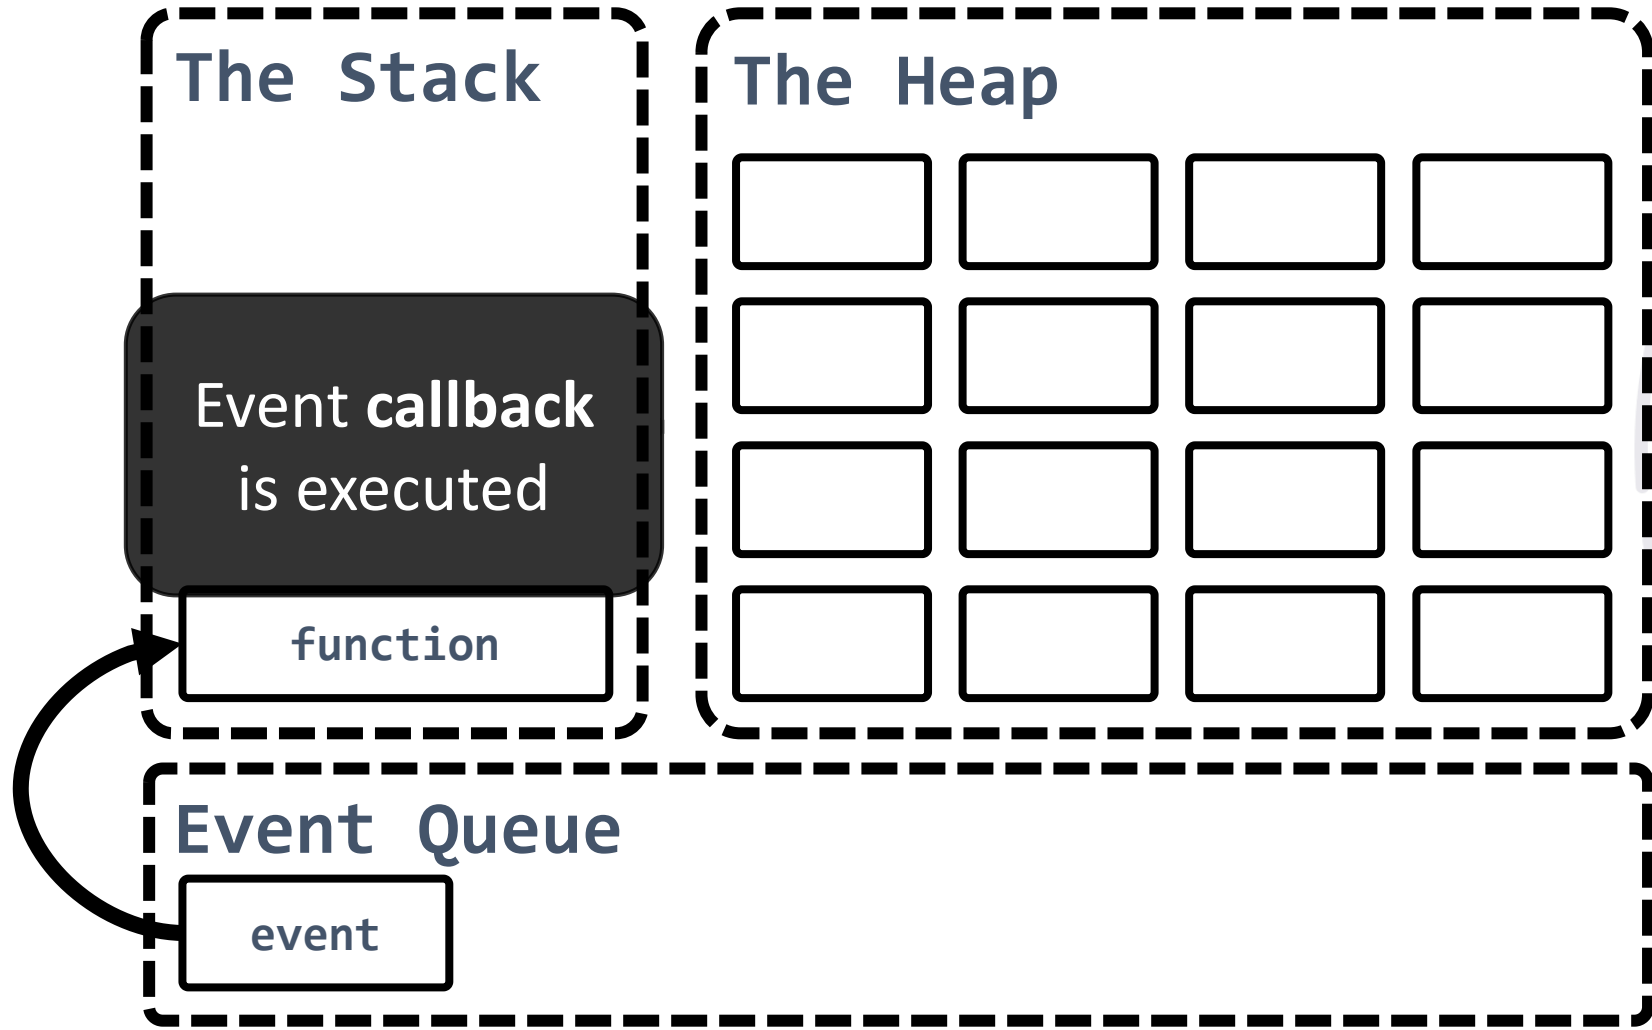 The Stack
The Heap
Event callback
is executed
function
Event Queue
event